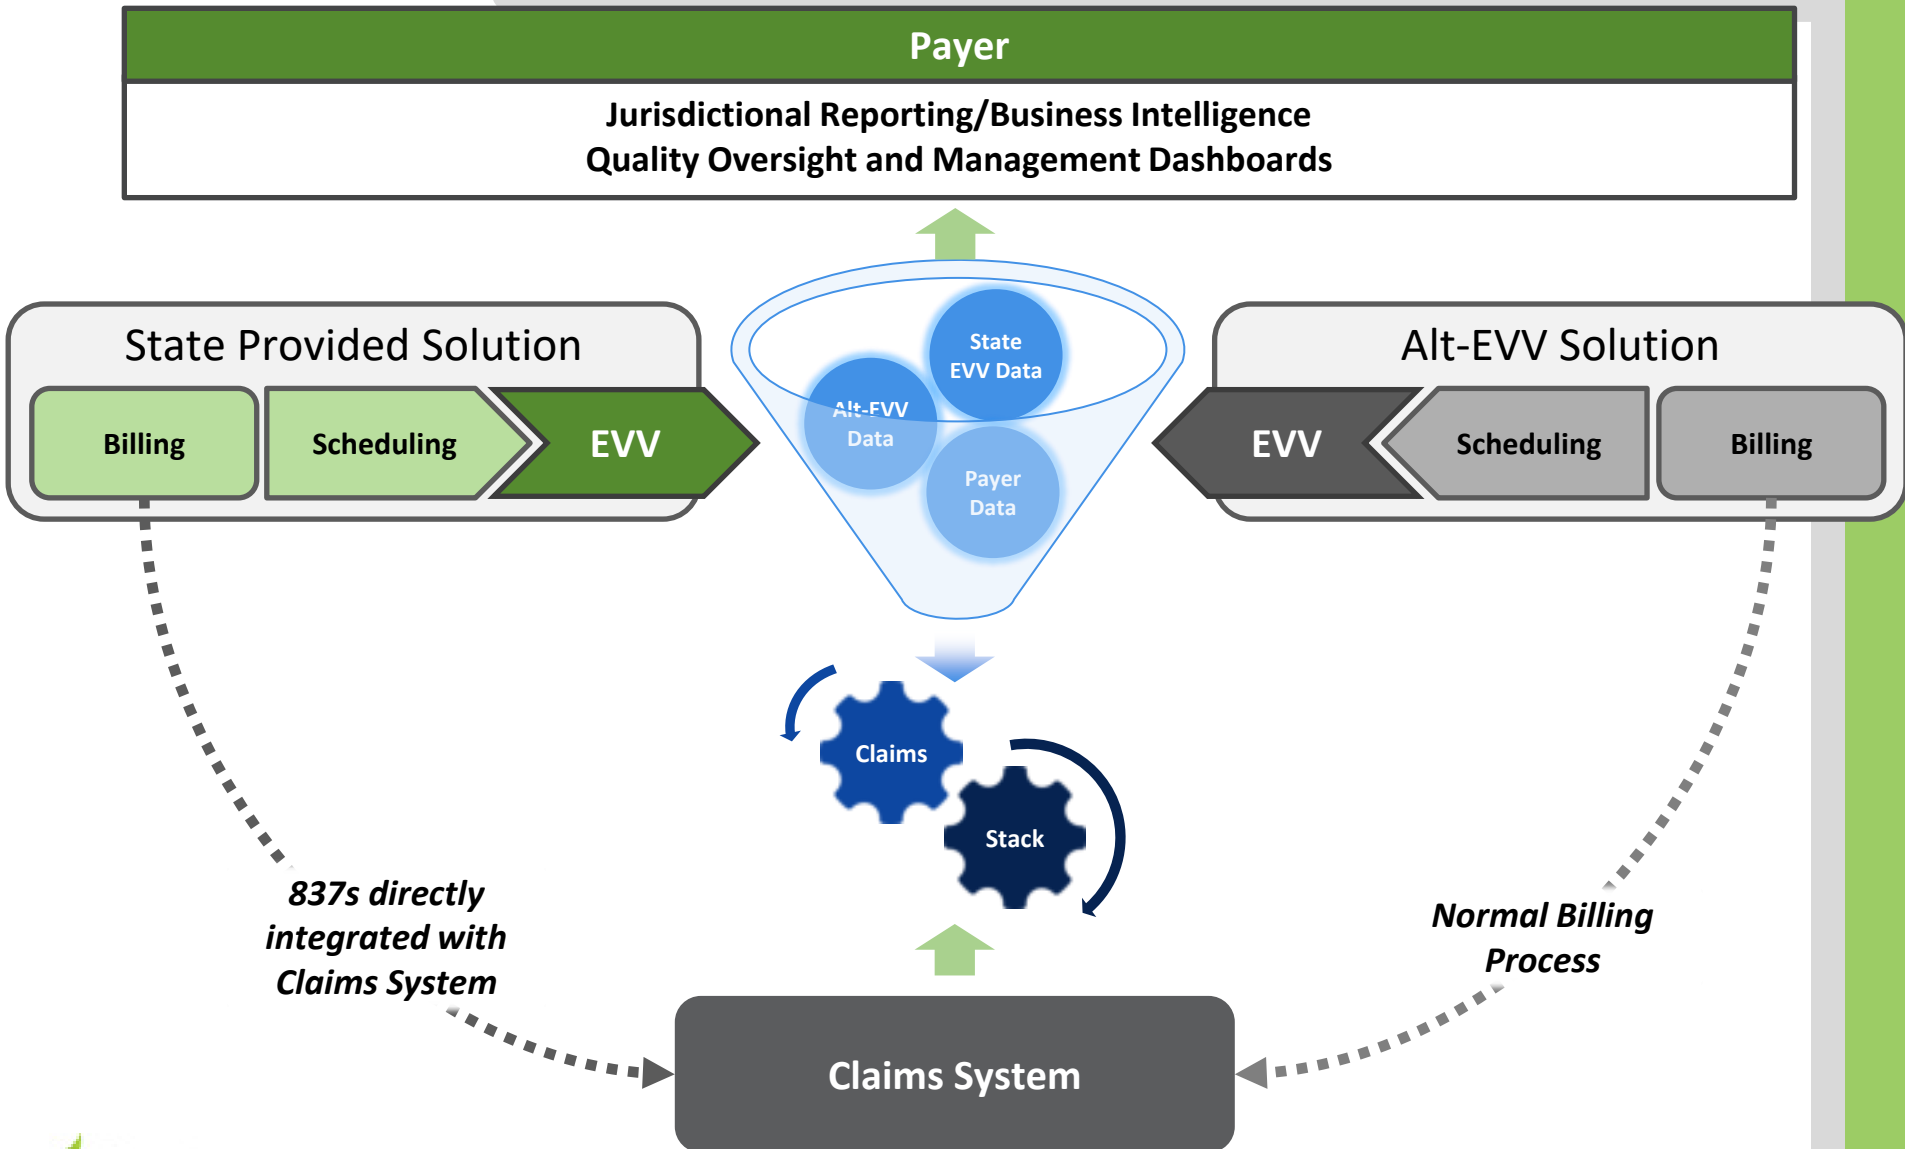 Payer
Jurisdictional Reporting/Business Intelligence
Quality Oversight and Management Dashboards
State Provided Solution
Billing
Scheduling
EVV
State
EVV Data
Alt-EVV
Data
Payer
Data
Alt-EVV Solution
EVV
Scheduling
Billing
Claims
Stack
837s directly
integrated with
Claims System
Normal Billing
Process
Claims System